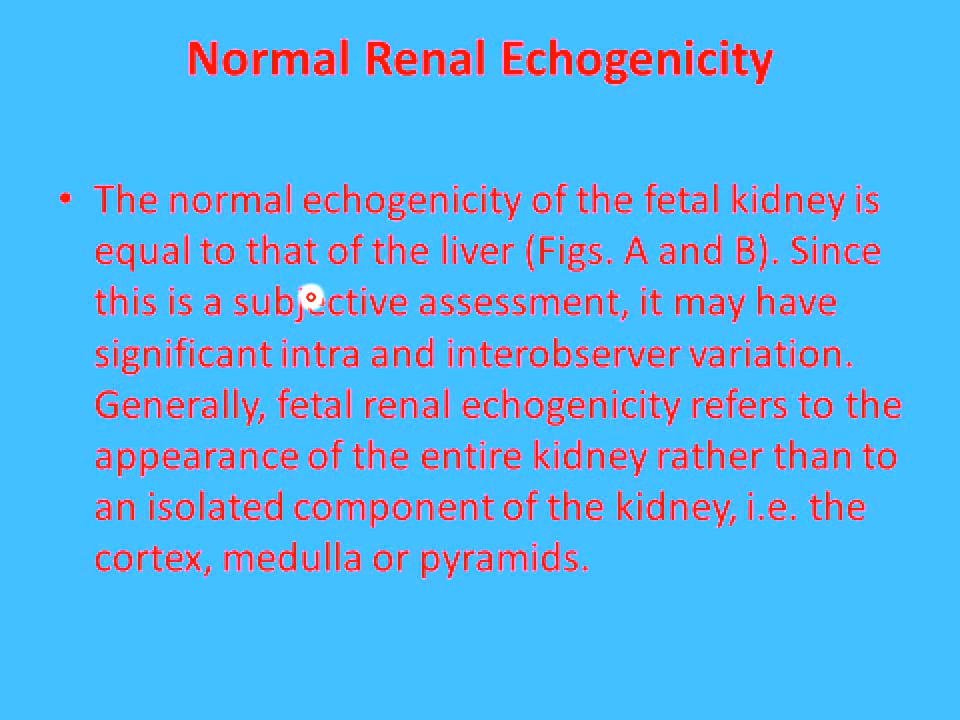 Normal Renal Echogenicity
• The normal echogenicity of the fetal kidney is
equal to that of the liver (Figs. A and B). Since
this is a subjective assessment, it may have
significant intra and interobserver variation.
Generally, fetal renal echogenicity refers to the
appearance of the entire kidney rather than to
an isolated component of the kidney, i.e. the
cortex, medulla or pyramids.